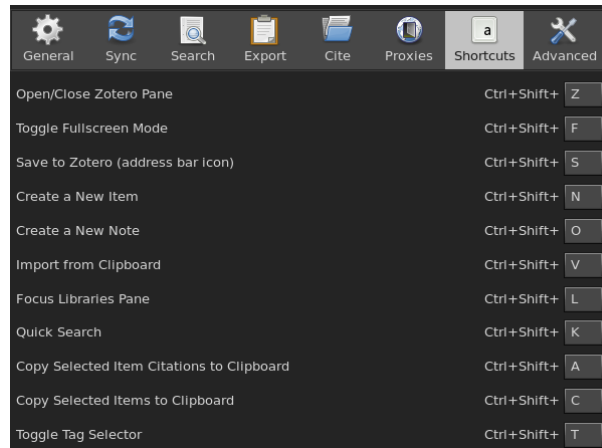 General Sync Search Export Cite Proxies a Shortcuts Advanced
Open/Close Zotero Pane Ctrl+Shift+ Z
Toggle Fullscreen Mode Ctrl+Shift+ F
Save to Zotero (address bar icon) Ctrl+Shift+ S
Create a New Item Ctrl+Shift+ N
Create a New Note Ctrl+Shift+ O
Import from Clipboard Ctrl+Shift+ V
Focus Libraries Pane Ctrl+Shift+ L
Quick Search Ctrl+Shift+ K
Copy Selected Item Citations to Clipboard Ctrl+Shift+ A
Copy Selected Items to Clipboard Ctrl+Shift+ C
Toggle Tag Selector Ctrl+Shift+ T